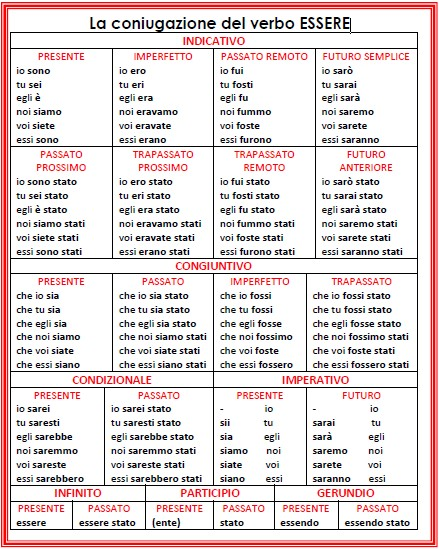 La coniugazione del verbo ESSERE
INDICATIVO
PRESENTE
io sono
tu sei
egli è
noi siamo
voi siete
essi sono
IMPERFETTO
io ero
tu eri
egli era
noi eravamo
voi eravate
essi erano
PASSATO REMOTO
io fui
tu fosti
egli fu
noi fummo
voi foste
essi furono
FUTURO SEMPLICE
io sarò
tu sarai
egli sarà
noi saremo
voi sarete
essi saranno
PASSATO
PROSSIMO
io sono stato
tu sei stato
egli è stato
noi siamo stati
voi siete stati
essi sono stati
TRAPASSATO
PROSSIMO
io ero stato
tu eri stato
egli era stato
noi eravamo stati
voi eravate stati
essi erano stati
TRAPASSATO
REMOTO
io fui stato
tu fosti stato
egli fu stato
noi fummo stati
voi foste stati
essi furono stati
FUTURO
ANTERIORE
io sarò stato
tu sarai stato
egli sarà stato
noi saremo stati
voi sarete stati
essi saranno stati
CONGIUNTIVO
PRESENTE
che io sia
che tu sia
che egli sia
che noi siamo
che voi siate
che essi siano
PASSATO
che io sia stato
che tu sia stato
che egli sia stato
che noi siamo stati
che voi siate stati
che essi siano stati
IMPERFETTO
che io fossi
che tu fossi
che egli fosse
che noi fossimo
che voi foste
che essi fossero
TRAPASSATO
che io fossi stato
che tu fossi stato
che egli fosse stato
che noi fossimo stati
che voi foste stati
che essi fossero stati
CONDIZIONALE
PRESENTE
io sarei
tu saresti
egli sarebbe
noi saremmo
voi sareste
essi sarebbero
PASSATO
io sarei stato
tu saresti stato
egli sarebbe stato
noi saremmo stati
voi sareste stati
essi sarebbero stati
IMPERATIVO
PRESENTE
- io
sii tu
sia egli
siamo noi
siate voi
siano essi
FUTURO
- io
sarai tu
sarà egli
saremo noi
sarete voi
saranno essi
INFINITO
PRESENTE
essere
PASSATO
essere stato
PARTICIPIO
PRESENTE
(ente)
PASSATO
stato
GERUNDIO
PRESENTE
essendo
PASSATO
essendo stato